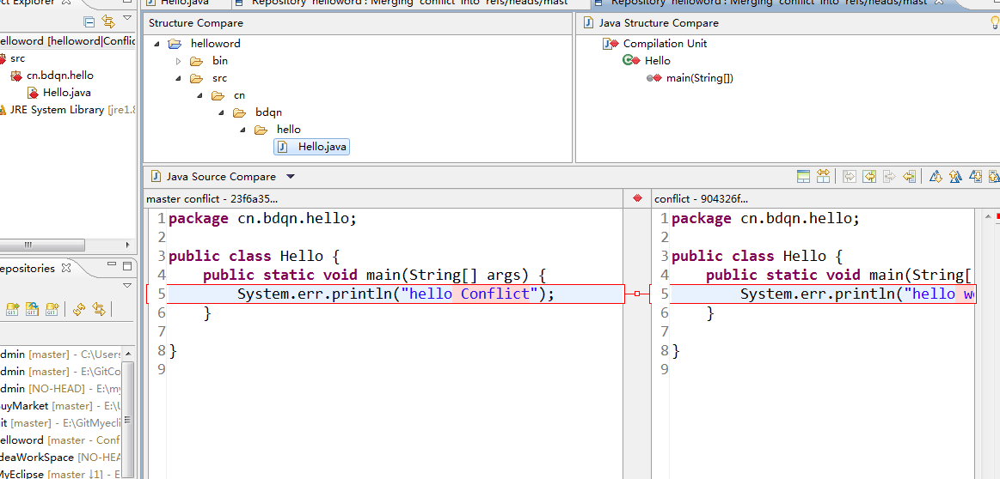 Explorer
Hello.java
Repository 'helloword': Merging 'conflict' into 'refs/heads/mast
Repository 'helloword': Merging 'conflict' into 'refs/heads/mast
elloword [helloword|Conflic
src
cn.bdqn.hello
Hello.java
JRE System Library [jre1.8
Structure Compare
helloword
bin
src
cn
bdqn
hello
Hello.java
Java Structure Compare
Compilation Unit
Hello
main(String[])
Java Source Compare
master conflict - 23f6a35...
conflict - 904326f...
1 package cn.bdqn.hello;
2
3 public class Hello {
4 public static void main(String[] args) {
5 System.err.println("hello Conflict");
6 }
7
8 }
9
1 package cn.bdqn.hello;
2
3 public class Hello {
4 public static void main(String[
5 System.err.println("hello w
6 }
7
8 }
9
epositories
GIT GIT GIT
dmin [master] - C:\Users
dmin [master] - E:\GitCo
dmin [NO-HEAD] - E:\my
uyMarket [master] - E:\
it [master] - E:\GitMyecli
elloword [master - Conf
deaWorkSpace [NO-HEA
MyEclipse [master ↓1] - E